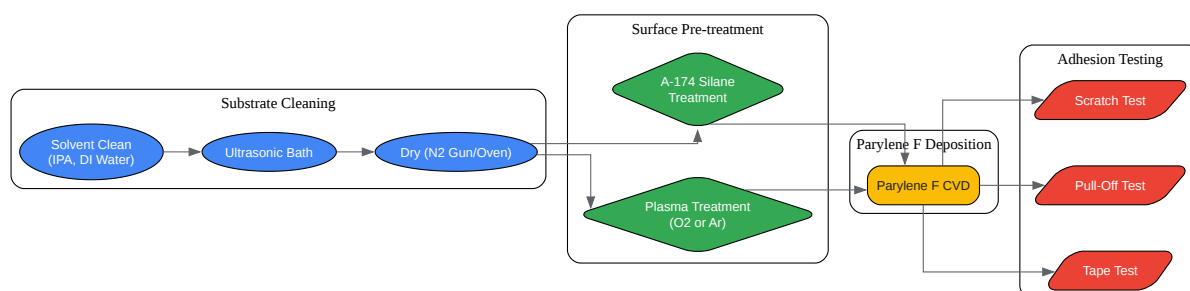 Substrate Cleaning
Solvent Clean
(IPA, DI Water)
Ultrasonic Bath
Dry (N2 Gun/Oven)
Surface Pre-treatment
A-174 Silane
Treatment
Plasma Treatment
(O2 or Ar)
Parylene F Deposition
Parylene F CVD
Adhesion Testing
Scratch Test
Pull-Off Test
Tape Test